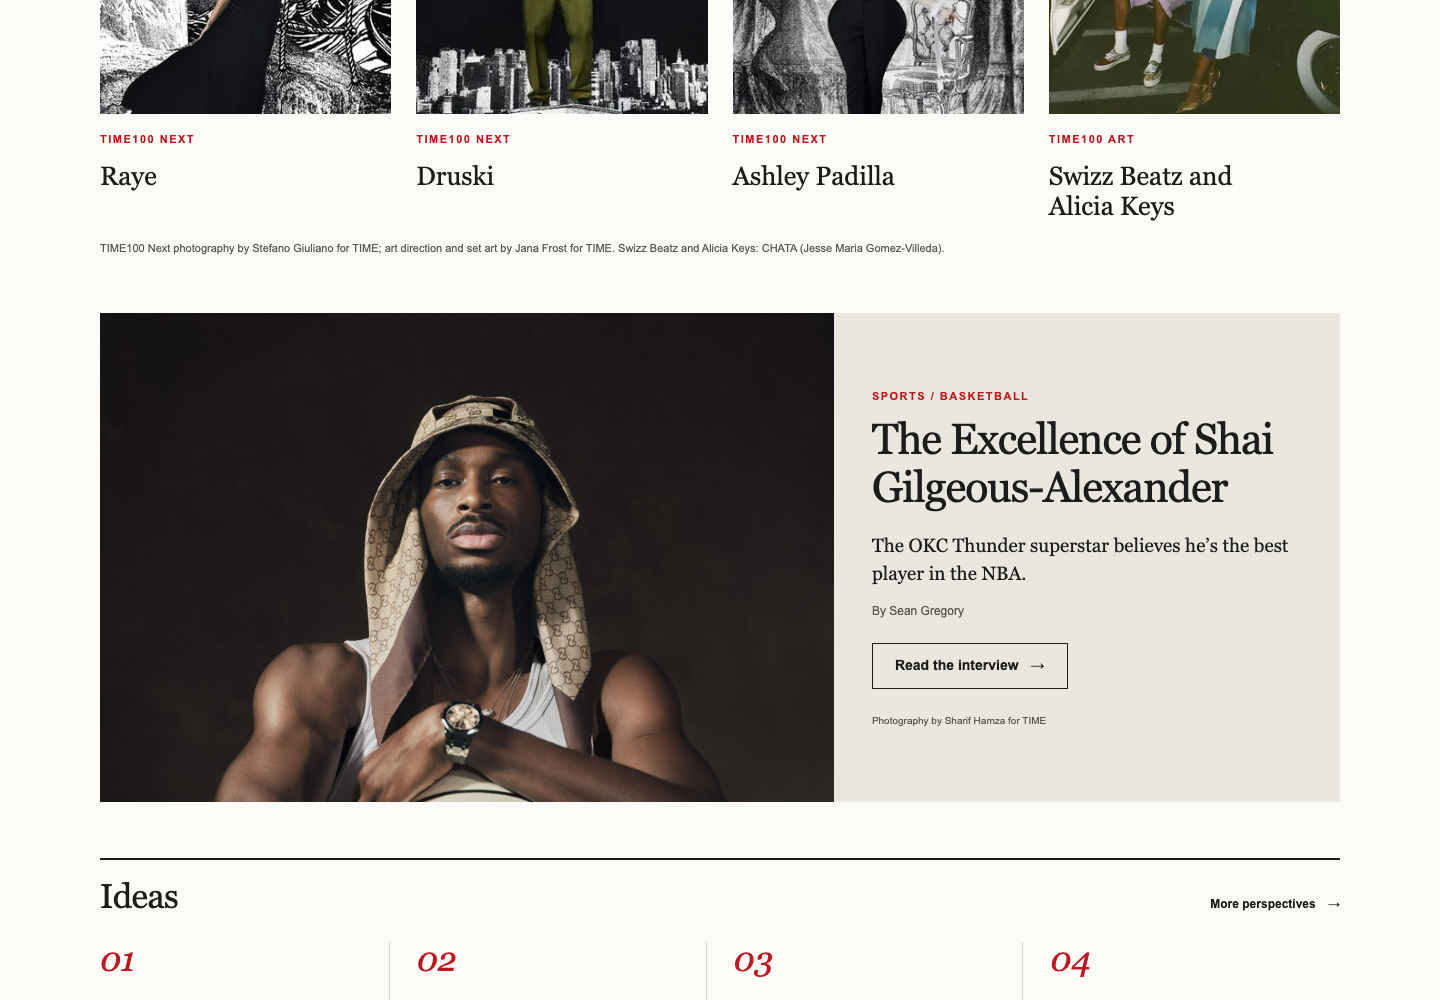 TIME100 NEXT
Raye
TIME100 NEXT
Druski
TIME100 NEXT
Ashley Padilla
TIME100 ART
Swizz Beatz and
Alicia Keys
TIME100 Next photography by Stefano Giuliano for TIME; art direction and set art by Jana Frost for TIME. Swizz Beatz and Alicia Keys: CHATA (Jesse Maria Gomez-Villeda).
SPORTS / BASKETBALL
The Excellence of Shai
Gilgeous-Alexander
The OKC Thunder superstar believes he’s the best
player in the NBA.
By Sean Gregory
Read the interview →
Photography by Sharif Hamza for TIME
Ideas
More perspectives →
01
02
03
04